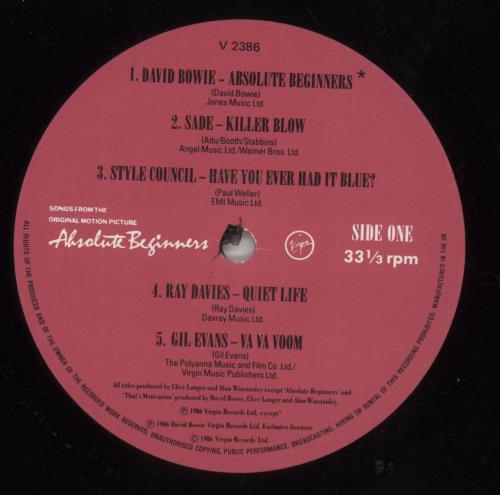 V 2386
1. DAVID BOWIE – ABSOLUTE BEGINNERS *
(David Bowie)
Jones Music Ltd.
2. SADE – KILLER BLOW
(Adu/Booth/Stabbins)
Angel Music Ltd./Warner Bros. Ltd
3. STYLE COUNCIL – HAVE YOU EVER HAD IT BLUE?
(Paul Weller)
EMI Music Ltd.
SONGS FROM THE
ORIGINAL MOTION PICTURE
Absolute Beginners
Virgin
SIDE ONE
33 1/3 rpm
4. RAY DAVIES – QUIET LIFE
(Ray Davies)
Davray Music Ltd.
5. GIL EVANS – VA VA VOOM
(Gil Evans)
The Polyanna Music and Film Co. Ltd./
Virgin Music Publishers Ltd.
All titles produced by Clive Langer and Alan Winstanley except 'Absolute Beginners' and
'That's Motivation' produced by David Bowie, Clive Langer and Alan Winstanley.
℗ 1986 Virgin Records Ltd. except*
℗ 1986 David Bowie Virgin Records Ltd. Exclusive licencee
© 1986 Virgin Records Ltd.
ALL RIGHTS OF THE PRODUCER AND OF THE OWNER OF THE RECORDED WORK RESERVED. UNAUTHORISED COPYING, PUBLIC PERFORMANCE, BROADCASTING, HIRING OR RENTAL OF THIS RECORDING PROHIBITED. MANUFACTURED IN THE UK